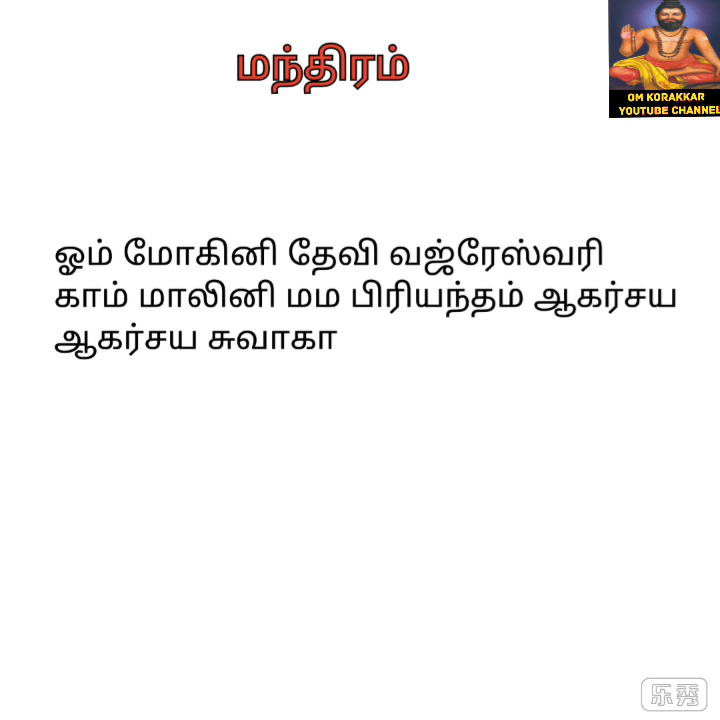 மந்திரம்
OM KORAKKAR
YOUTUBE CHANNEL
ஓம் மோகினி தேவி வஜ்ரேஸ்வரி
காம் மாலினி மம பிரியந்தம் ஆகர்சய
ஆகர்சய சுவாகா
乐秀